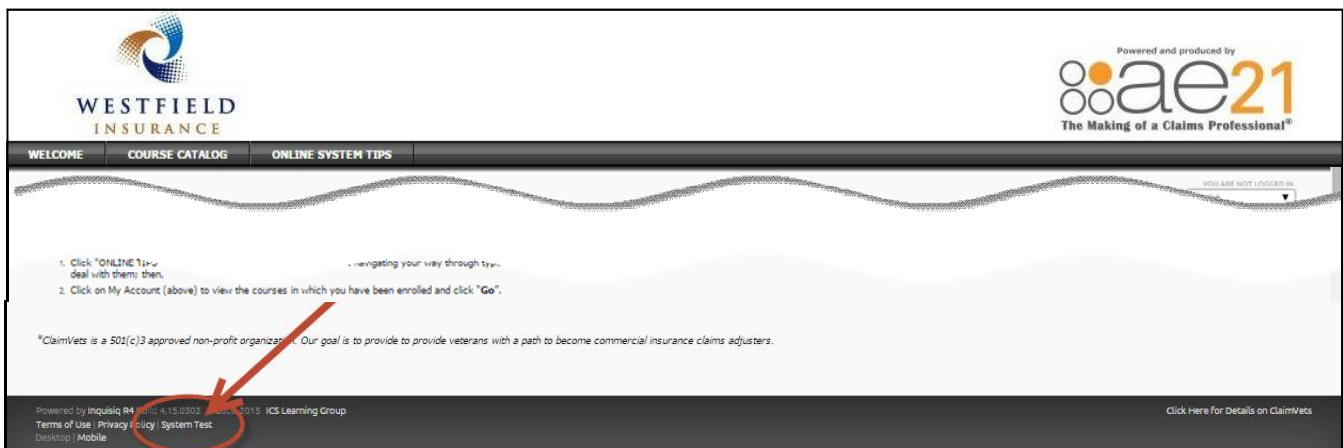 WESTFIELD
INSURANCE
Powered and produced by
ae21
The Making of a Claims Professional®
WELCOME COURSE CATALOG ONLINE SYSTEM TIPS
YOU ARE NOT LOGGED IN
1. Click "ONLINE navigating your way through
deal with them; then,
2. Click on My Account (above) to view the courses in which you have been enrolled and click "Go".
*ClaimVets is a 501(c)3 approved non-profit organization. Our goal is to provide to provide veterans with a path to become commercial insurance claims adjusters.
Powered by Inquisiq R4 4.15.0302 2015 ICS Learning Group
Click Here for Details on ClaimVets
Terms of Use | Privacy Policy | System Test
Desktop | Mobile